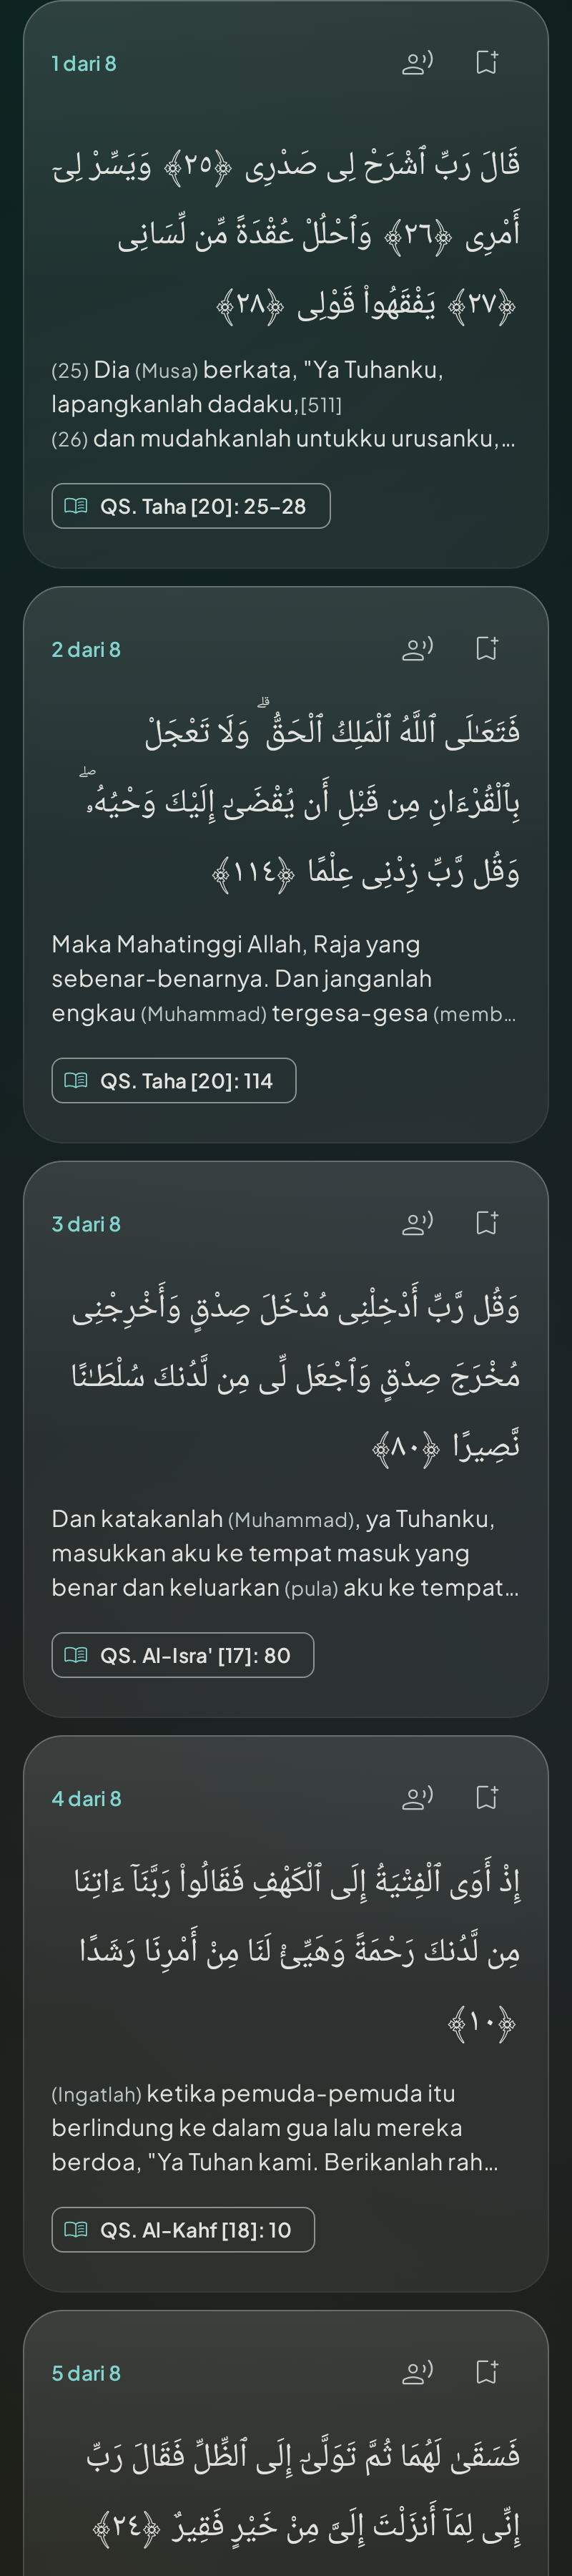 1 dari 8
قَالَ رَبِّ ٱشْرَحْ لِى صَدْرِى ﴿٢٥﴾ وَيَسِّرْ لِىٓ
أَمْرِى ﴿٢٦﴾ وَٱحْلُلْ عُقْدَةً مِّن لِّسَانِى
﴿٢٧﴾ يَفْقَهُوا۟ قَوْلِى ﴿٢٨﴾
(25) Dia (Musa) berkata, "Ya Tuhanku,
lapangkanlah dadaku,[511]
(26) dan mudahkanlah untukku urusanku,...
QS. Taha [20]: 25–28
2 dari 8
فَتَعَـٰلَى ٱللَّهُ ٱلْمَلِكُ ٱلْحَقُّ ۗ وَلَا تَعْجَلْ
بِٱلْقُرْءَانِ مِن قَبْلِ أَن يُقْضَىٰٓ إِلَيْكَ وَحْيُهُۥ ۖ
وَقُل رَّبِّ زِدْنِى عِلْمًا ﴿١١٤﴾
Maka Mahatinggi Allah, Raja yang
sebenar-benarnya. Dan janganlah
engkau (Muhammad) tergesa-gesa (memb...
QS. Taha [20]: 114
3 dari 8
وَقُل رَّبِّ أَدْخِلْنِى مُدْخَلَ صِدْقٍ وَأَخْرِجْنِى
مُخْرَجَ صِدْقٍ وَٱجْعَل لِّى مِن لَّدُنكَ سُلْطَـٰنًا
نَّصِيرًا ﴿٨٠﴾
Dan katakanlah (Muhammad), ya Tuhanku,
masukkan aku ke tempat masuk yang
benar dan keluarkan (pula) aku ke tempat...
QS. Al-Isra' [17]: 80
4 dari 8
إِذْ أَوَى ٱلْفِتْيَةُ إِلَى ٱلْكَهْفِ فَقَالُوا۟ رَبَّنَآ ءَاتِنَا
مِن لَّدُنكَ رَحْمَةً وَهَيِّئْ لَنَا مِنْ أَمْرِنَا رَشَدًا
﴿١٠﴾
(Ingatlah) ketika pemuda-pemuda itu
berlindung ke dalam gua lalu mereka
berdoa, "Ya Tuhan kami. Berikanlah rah...
QS. Al-Kahf [18]: 10
5 dari 8
فَسَقَىٰ لَهُمَا ثُمَّ تَوَلَّىٰٓ إِلَى ٱلظِّلِّ فَقَالَ رَبِّ
إِنِّى لِمَآ أَنزَلْتَ إِلَىَّ مِنْ خَيْرٍ فَقِيرٌ ﴿٢٤﴾